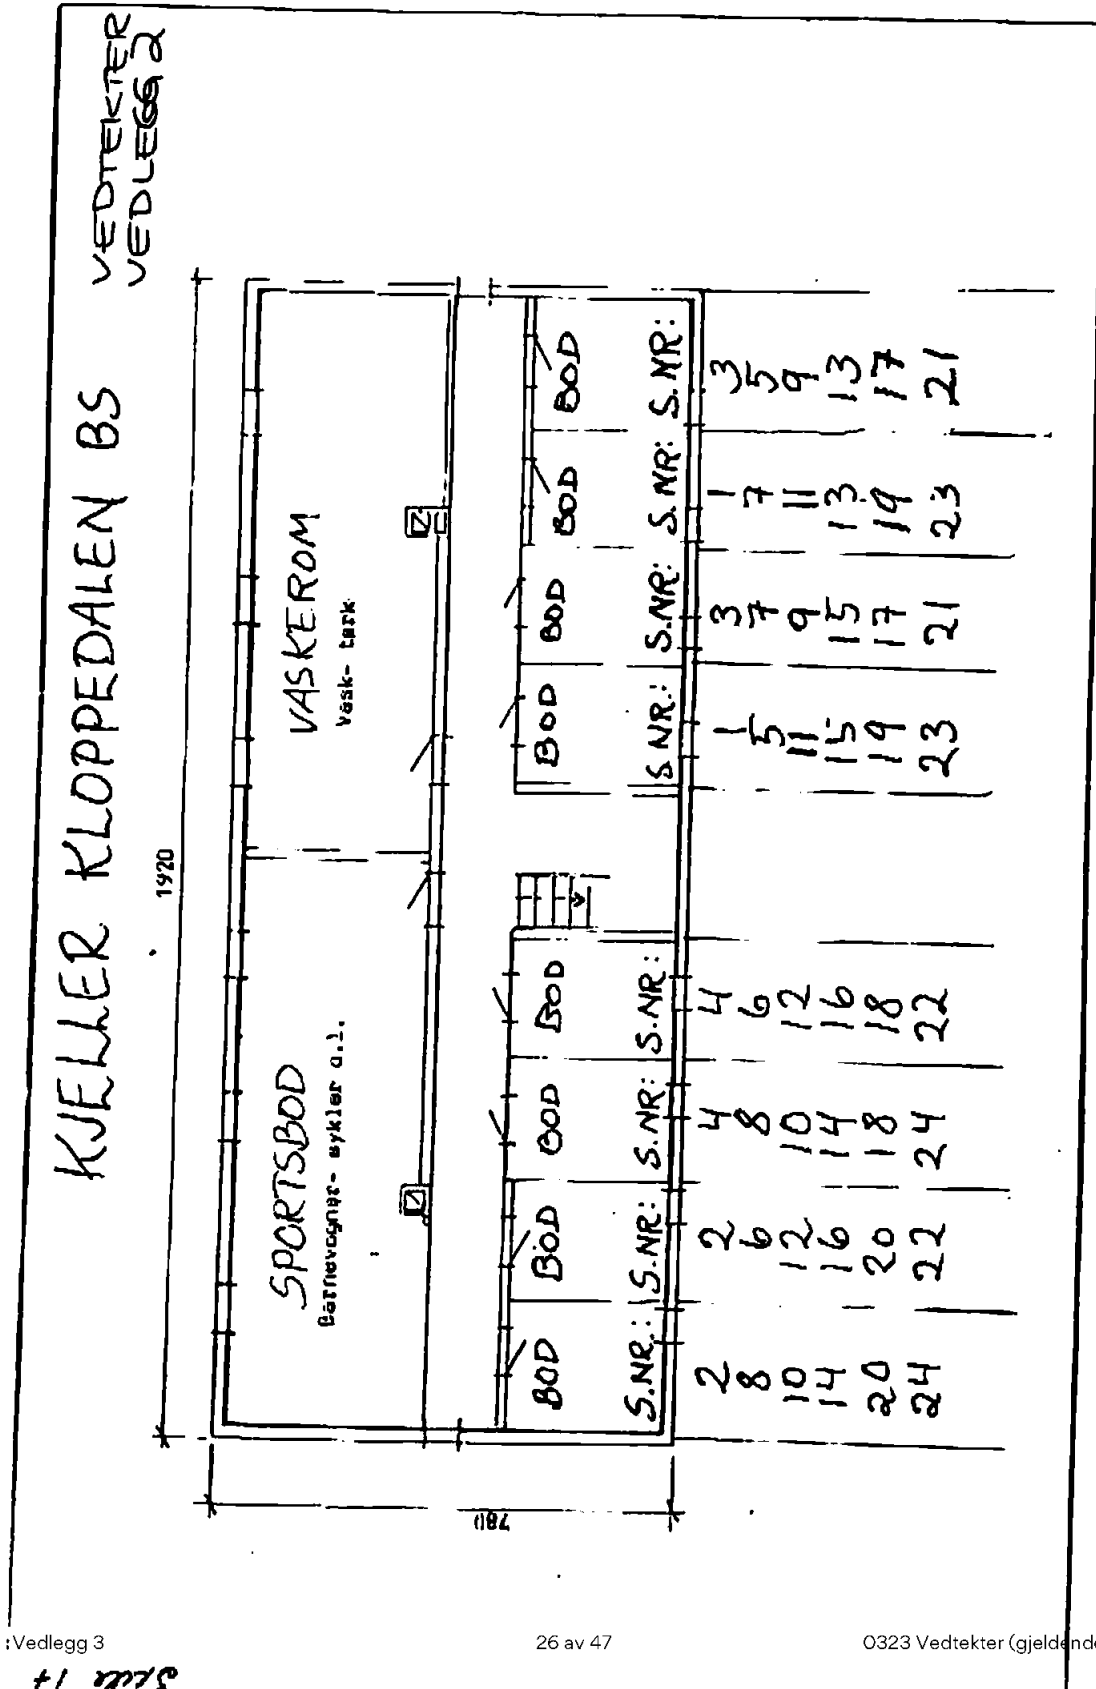 KJELLER KLOPPEDALEN BS
VEDTEKTER
VEDLEGG 2
1920
SPORTSBOD
Barnevogner- sykler o.l.
VASKEROM
Vask- tørk
780
BOD
BOD
BOD
BOD
BOD
BOD
BOD
BOD
S.NR.:
S.NR:
S.NR:
S.NR:
S NR.:
S.NR:
S. NR:
S. NR:
2 2 4 4 1 3 1 3
8 6 8 6 5 7 7 5
10 12 10 12 11 9 11 9
14 16 14 16 15 15 13 13
20 20 18 18 19 17 19 17
24 22 24 22 23 21 23 21
:Vedlegg 3
26 av 47
0323 Vedtekter (gjeldende
Side 17